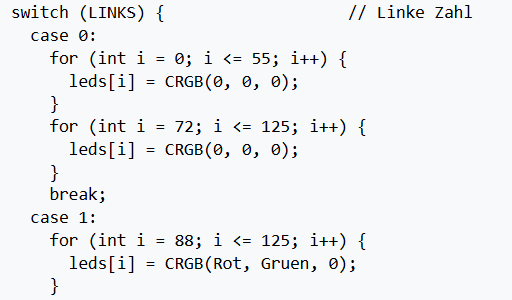 switch (LINKS) {                   // Linke Zahl
  case 0:
    for (int i = 0; i <= 55; i++) {
      leds[i] = CRGB(0, 0, 0);
    }
    for (int i = 72; i <= 125; i++) {
      leds[i] = CRGB(0, 0, 0);
    }
    break;
  case 1:
    for (int i = 88; i <= 125; i++) {
      leds[i] = CRGB(Rot, Gruen, 0);
    }